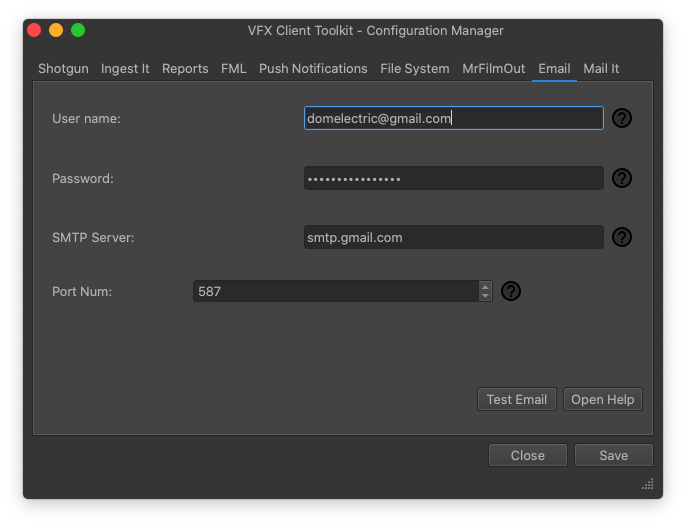 VFX Client Toolkit - Configuration Manager
Shotgun Ingest It Reports FML Push Notifications File System MrFilmOut Email Mail It
User name: domelectric@gmail.com ?
Password: •••••••••••••••• ?
SMTP Server: smtp.gmail.com ?
Port Num: 587 ?
Test Email Open Help
Close Save